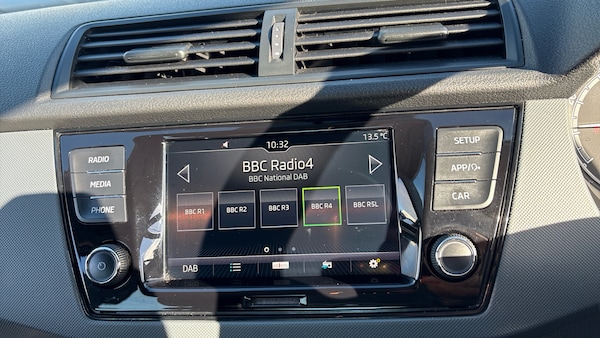 10:32
13.5 °C
BBC Radio4
BBC National DAB
BBC R1 BBC R2 BBC R3 BBC R4 BBC R5L
DAB
RADIO
MEDIA
PHONE
SETUP
APP/
CAR